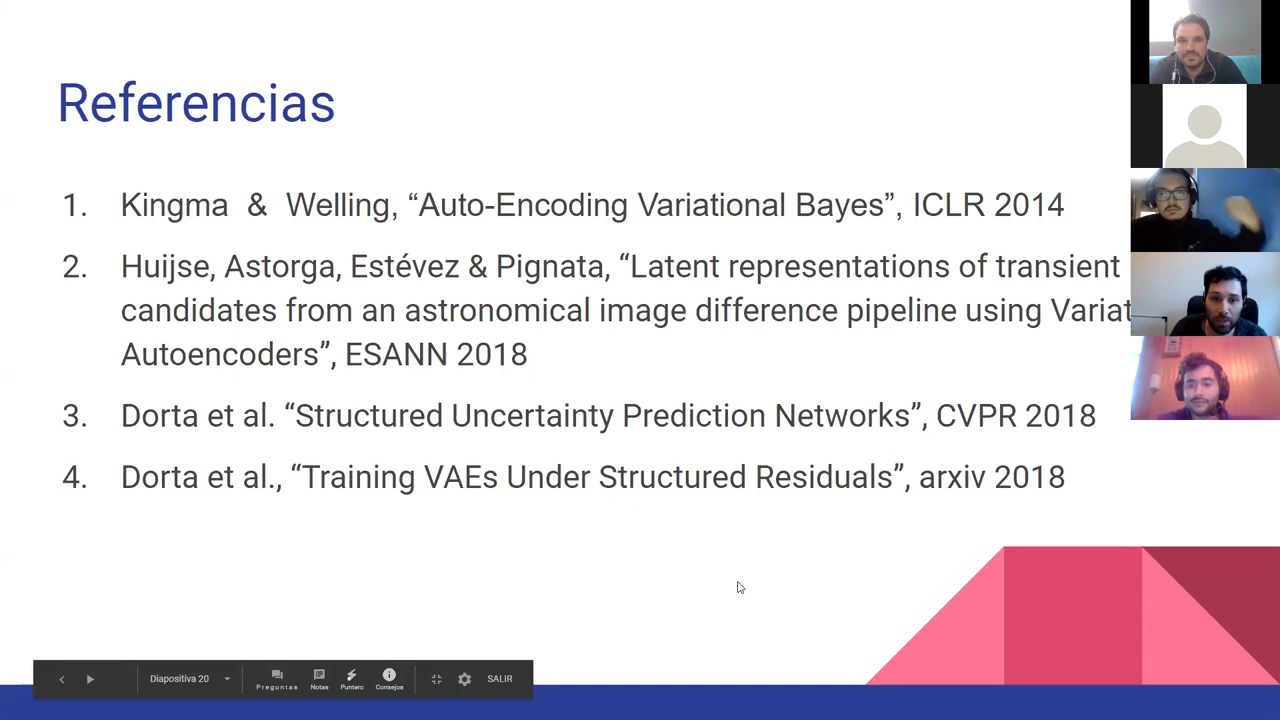 Referencias
1. Kingma & Welling, “Auto-Encoding Variational Bayes”, ICLR 2014
2. Huijse, Astorga, Estévez & Pignata, “Latent representations of transient
candidates from an astronomical image difference pipeline using Variat
Autoencoders”, ESANN 2018
3. Dorta et al. “Structured Uncertainty Prediction Networks”, CVPR 2018
4. Dorta et al., “Training VAEs Under Structured Residuals”, arxiv 2018
Diapositiva 20 Preguntas Notas Puntero Consejos SALIR